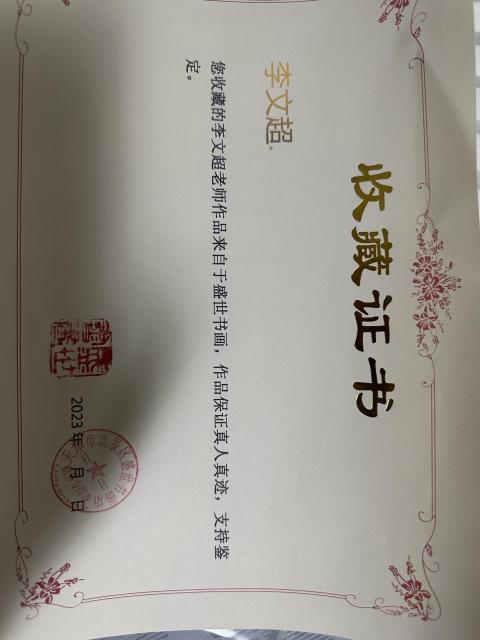 收藏证书
李文超.
您收藏的李文超老师作品来自于盛世书画，作品保证真人真迹，支持鉴
定。
2023年 月 日